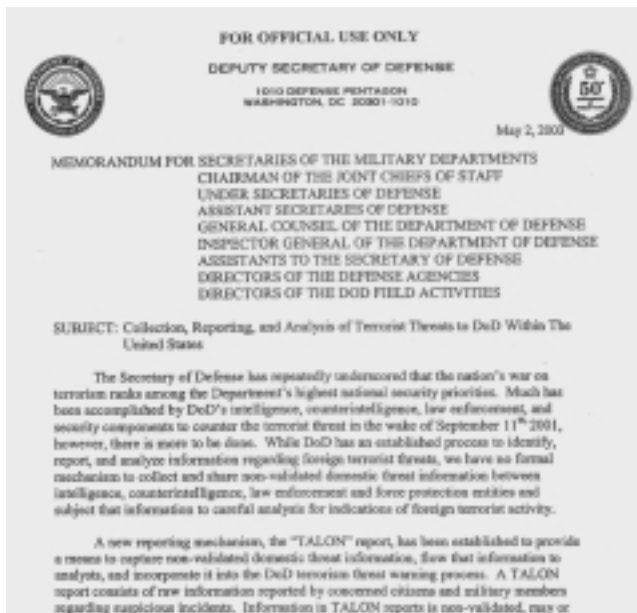 FOR OFFICIAL USE ONLY
DEPUTY SECRETARY OF DEFENSE
1010 DEFENSE PENTAGON
WASHINGTON, DC 20301-1010
50
May 2, 2003
MEMORANDUM FOR SECRETARIES OF THE MILITARY DEPARTMENTS
CHAIRMAN OF THE JOINT CHIEFS OF STAFF
UNDER SECRETARIES OF DEFENSE
ASSISTANT SECRETARIES OF DEFENSE
GENERAL COUNSEL OF THE DEPARTMENT OF DEFENSE
INSPECTOR GENERAL OF THE DEPARTMENT OF DEFENSE
ASSISTANTS TO THE SECRETARY OF DEFENSE
DIRECTORS OF THE DEFENSE AGENCIES
DIRECTORS OF THE DOD FIELD ACTIVITIES
SUBJECT: Collection, Reporting, and Analysis of Terrorist Threats to DoD Within The
United States
The Secretary of Defense has repeatedly underscored that the nation's war on
terrorism ranks among the Department's highest national security priorities. Much has
been accomplished by DoD's intelligence, counterintelligence, law enforcement, and
security components to counter the terrorist threat in the wake of September 11th 2001,
however, there is more to be done. While DoD has an established process to identify,
report, and analyze information regarding foreign terrorist threats, we have no formal
mechanism to collect and share non-validated domestic threat information between
intelligence, counterintelligence, law enforcement and force protection entities and
subject that information to careful analysis for indications of foreign terrorist activity.
A new reporting mechanism, the "TALON" report, has been established to provide
a means to capture non-validated domestic threat information, flow that information to
analysts, and incorporate it into the DoD terrorism threat warning process. A TALON
report consists of raw information reported by concerned citizens and military members
regarding suspicious incidents. Information in TALON reports is non-validated, may or